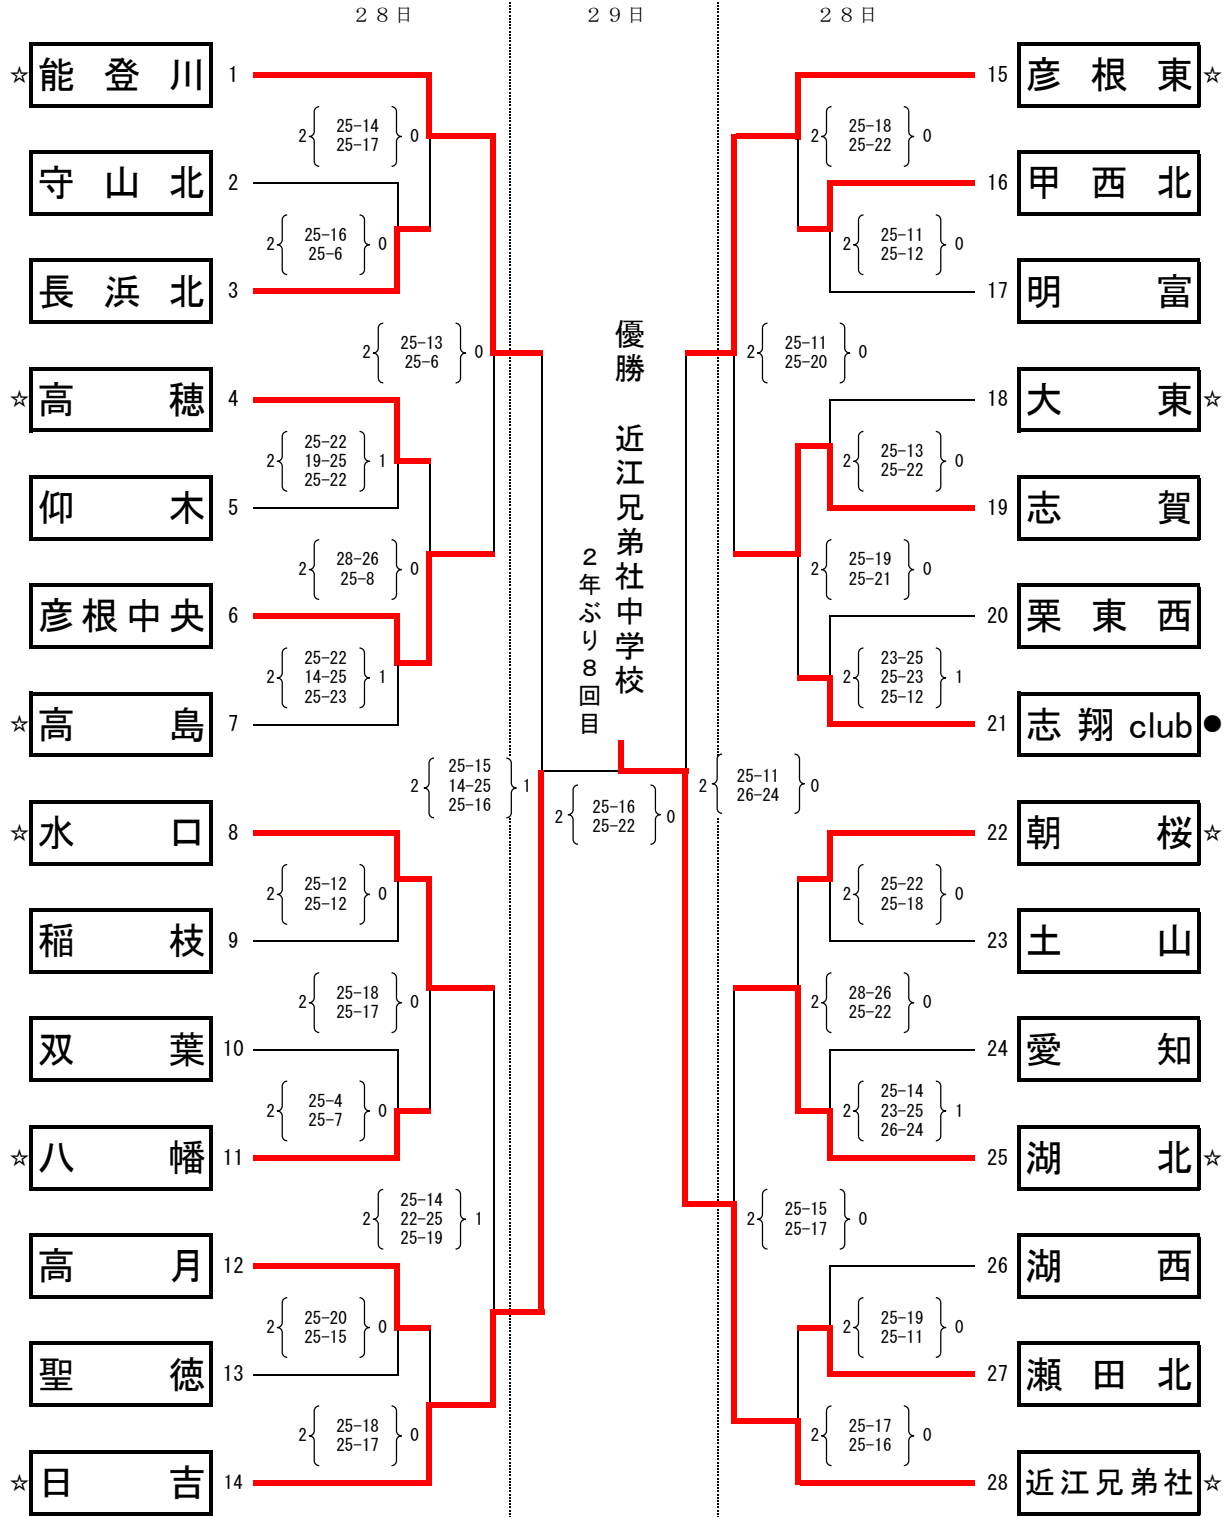 ２８日
２９日
２８日
☆ 能登川 1
2 25-14 0
25-17
守山北 2
2 25-16 0
25-6
長浜北 3
2 25-13 0
25-6
☆ 高穂 4
2 25-22 1
19-25
25-22
仰木 5
2 28-26 0
25-8
彦根中央 6
2 25-22 1
14-25
25-23
☆ 高島 7
2 25-15 1
14-25
25-16
☆ 水口 8
2 25-12 0
25-12
稲枝 9
2 25-18 0
25-17
双葉 10
2 25-4 0
25-7
☆ 八幡 11
2 25-14 1
22-25
25-19
高月 12
2 25-20 0
25-15
聖徳 13
2 25-18 0
25-17
☆ 日吉 14
優勝　近江兄弟社中学校
２年ぶり８回目
2 25-16 0
25-22
15 彦根東 ☆
2 25-18 0
25-22
16 甲西北
2 25-11 0
25-12
17 明富
2 25-11 0
25-20
18 大東 ☆
2 25-13 0
25-22
19 志賀
2 25-19 0
25-21
20 栗東西
2 23-25 1
25-23
25-12
21 志翔club ●
2 25-11 0
26-24
22 朝桜 ☆
2 25-22 0
25-18
23 土山
2 28-26 0
25-22
24 愛知
2 25-14 1
23-25
26-24
25 湖北 ☆
2 25-15 0
25-17
26 湖西
2 25-19 0
25-11
27 瀬田北
2 25-17 0
25-16
28 近江兄弟社 ☆